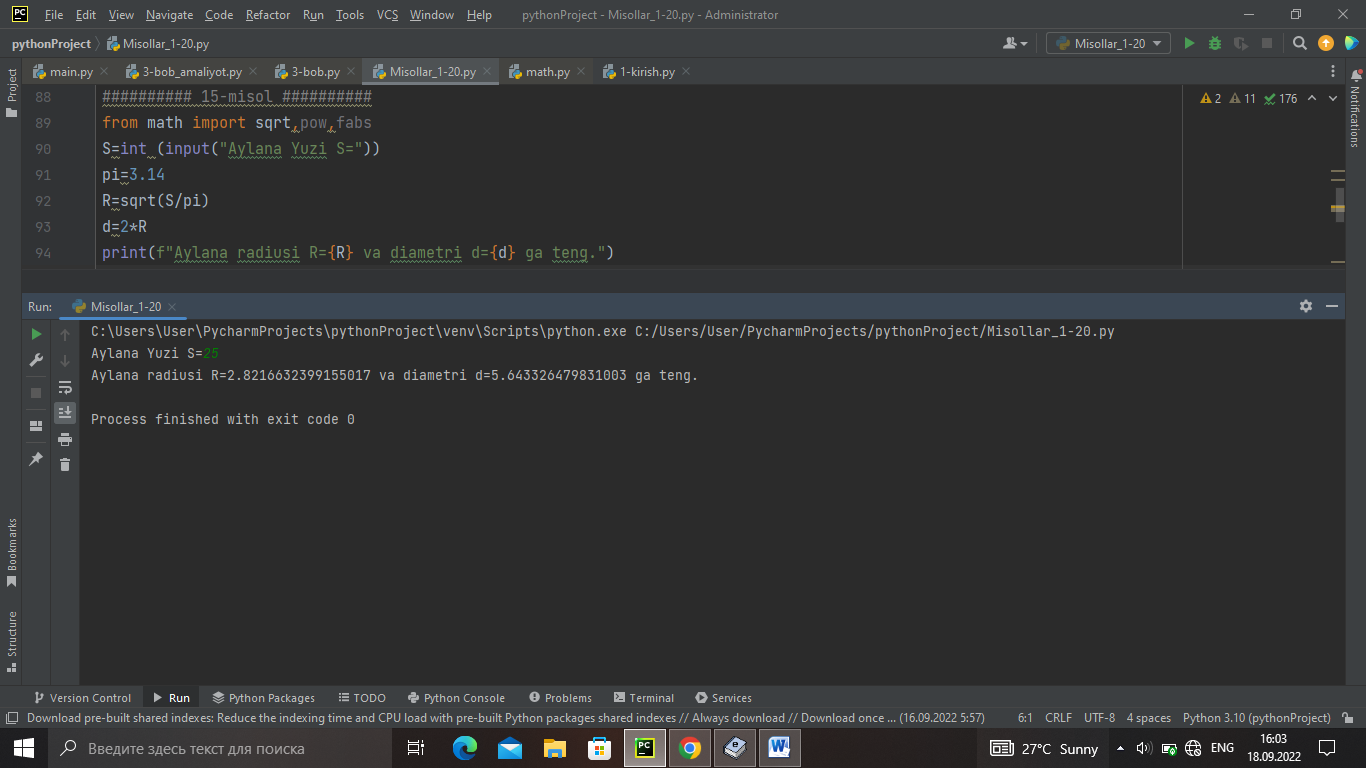 PC File Edit View Navigate Code Refactor Run Tools VCS Window Help pythonProject - Misollar_1-20.py - Administrator
pythonProject Misollar_1-20.py Misollar_1-20
Project main.py 3-bob_amaliyot.py 3-bob.py Misollar_1-20.py math.py 1-kirish.py Notifications
88 ########## 15-misol ########## 2 11 176
89 from math import sqrt,pow,fabs
90 S=int (input("Aylana Yuzi S="))
91 pi=3.14
92 R=sqrt(S/pi)
93 d=2*R
94 print(f"Aylana radiusi R={R} va diametri d={d} ga teng.")
Run: Misollar_1-20
C:\Users\User\PycharmProjects\pythonProject\venv\Scripts\python.exe C:/Users/User/PycharmProjects/pythonProject/Misollar_1-20.py
Aylana Yuzi S=25
Aylana radiusi R=2.8216632399155017 va diametri d=5.643326479831003 ga teng.
Process finished with exit code 0
Bookmarks
Structure
Version Control Run Python Packages TODO Python Console Problems Terminal Services
Download pre-built shared indexes: Reduce the indexing time and CPU load with pre-built Python packages shared indexes // Always download // Download once ... (16.09.2022 5:57) 6:1 CRLF UTF-8 4 spaces Python 3.10 (pythonProject)
Введите здесь текст для поиска PC W 27°C Sunny ENG 16:03
18.09.2022